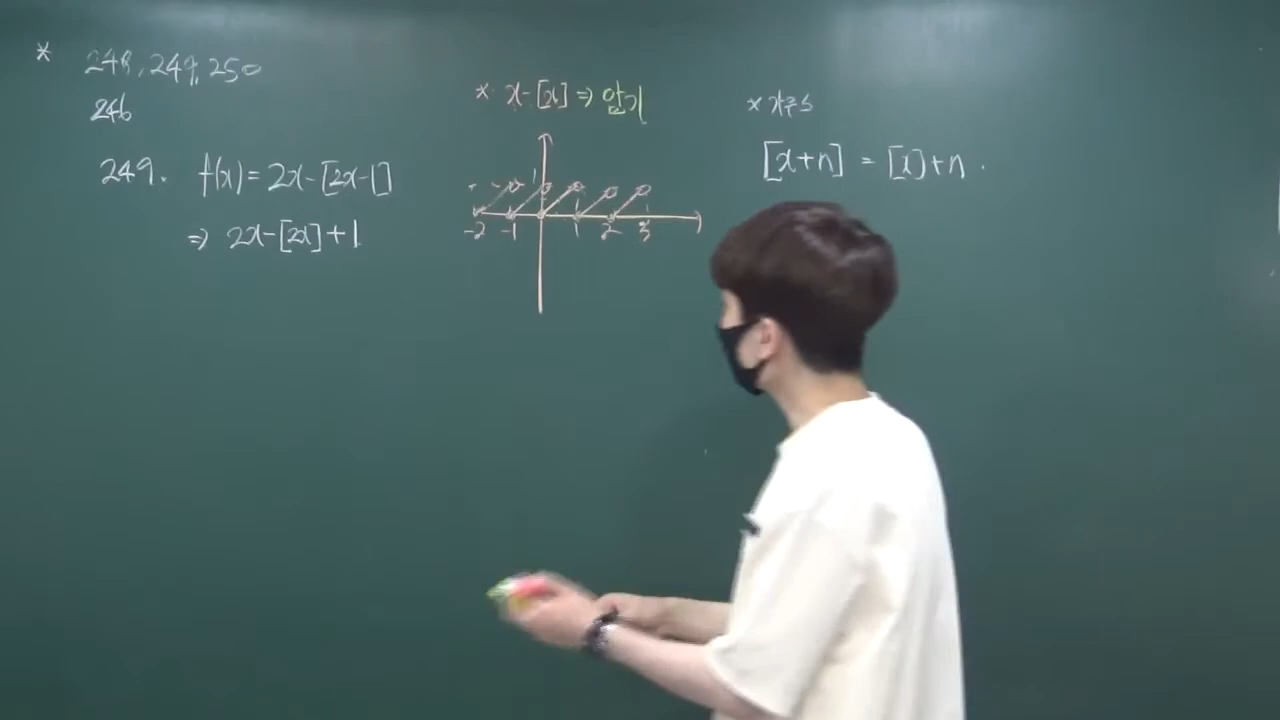 * 248, 249, 250
246
249. f(x) = 2x-[2x-1]
⇒ 2x-[2x]+1
* x-[x] ⇒ 암기
1
-2 -1 1 2 3
* 가우스
[x+n] = [x]+n.